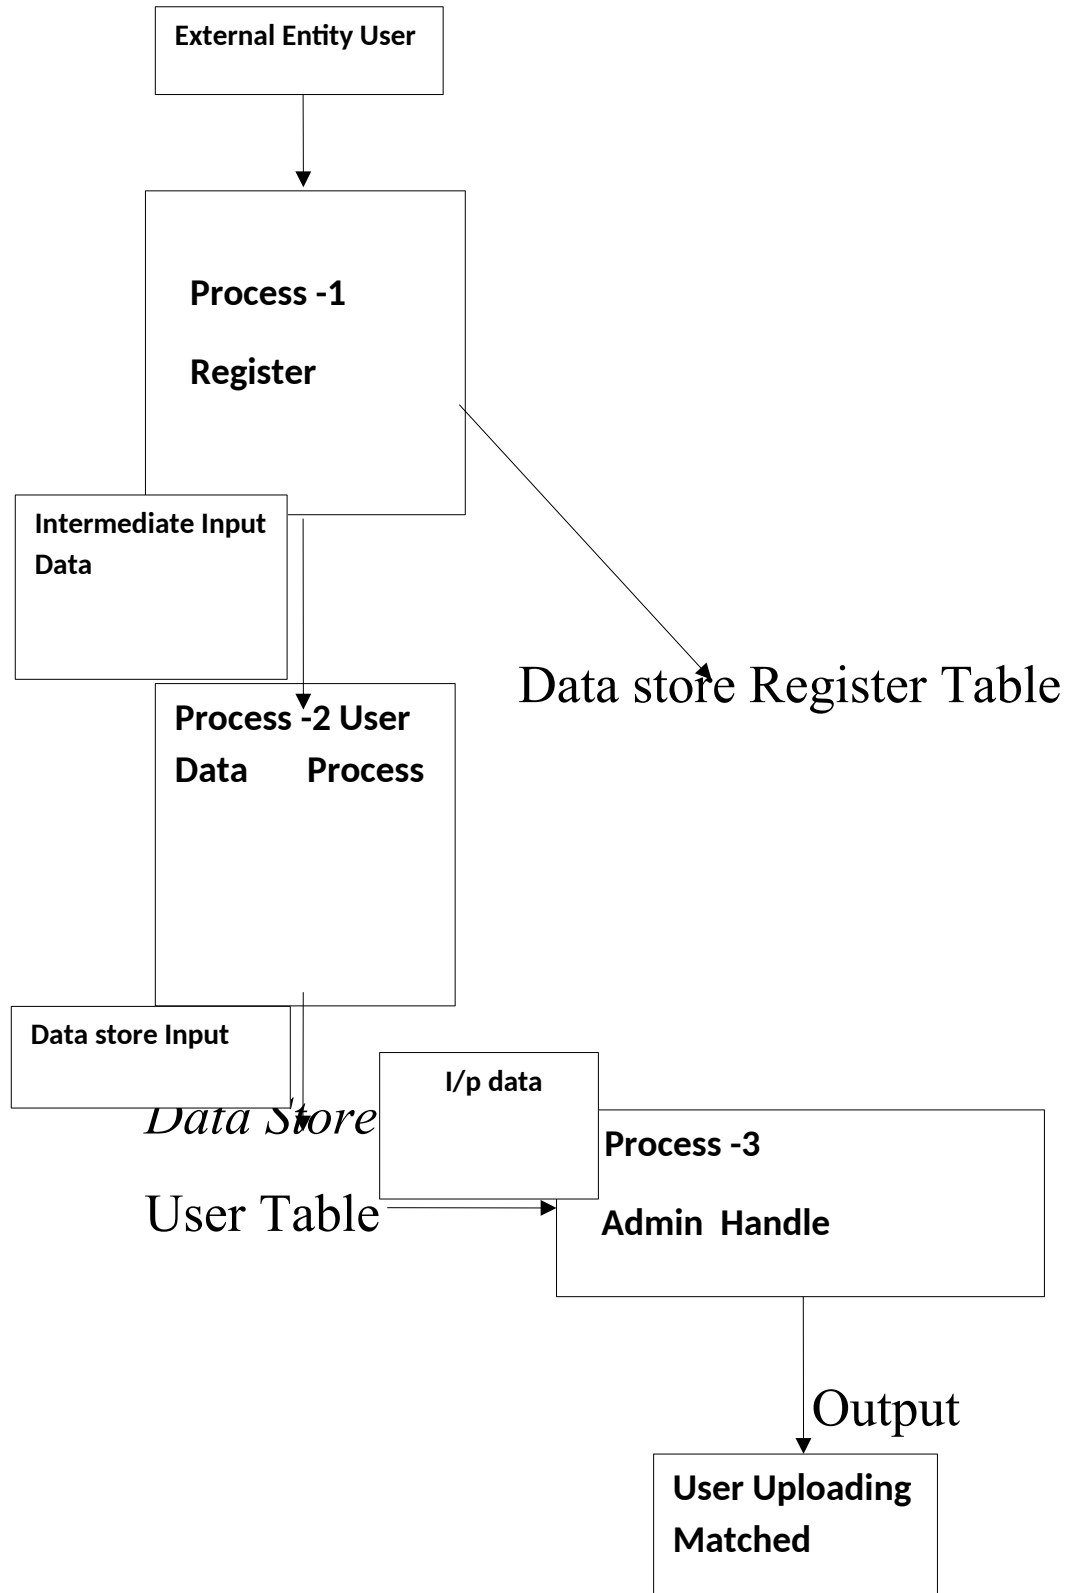 External Entity User
Process -1
Register
Intermediate Input
Data
Data store Register Table
Process -2 User
Data Process
Data store Input
I/p data
Data Store
Process -3
User Table
Admin Handle
Output
User Uploading
Matched